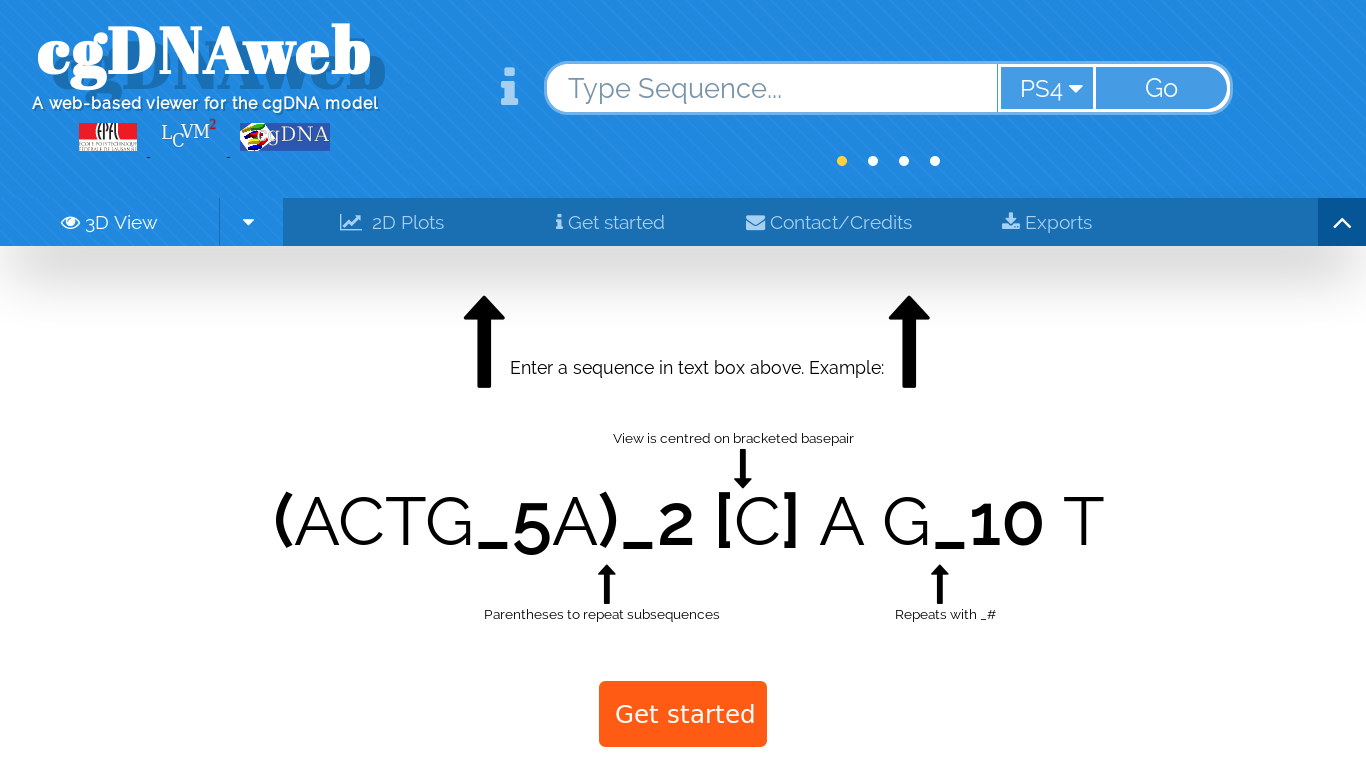 cgDNAweb
A web-based viewer for the cgDNA model
EPFL
ÉCOLE POLYTECHNIQUE
FÉDÉRALE DE LAUSANNE
LCVM2
cgDNA
Type Sequence...
PS4
Go
3D View
2D Plots
Get started
Contact/Credits
Exports
Enter a sequence in text box above. Example:
View is centred on bracketed basepair
(ACTG_5A)_2 [C] A G_10 T
Parentheses to repeat subsequences
Repeats with _#
Get started